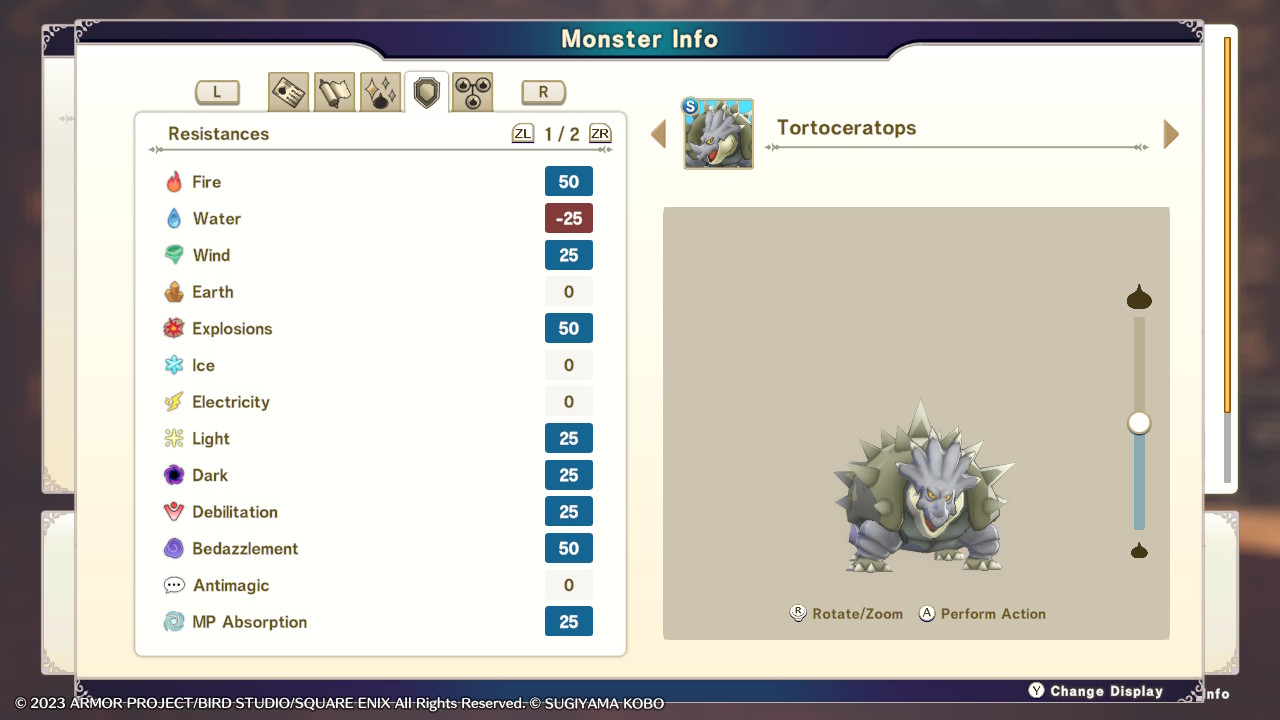 Monster Info
L
R
Resistances
ZL 1 / 2 ZR
Fire 50
Water -25
Wind 25
Earth 0
Explosions 50
Ice 0
Electricity 0
Light 25
Dark 25
Debilitation 25
Bedazzlement 50
Antimagic 0
MP Absorption 25
S
Tortoceratops
R Rotate/Zoom A Perform Action
Y Change Display
Info
© 2023 ARMOR PROJECT/BIRD STUDIO/SQUARE ENIX All Rights Reserved. © SUGIYAMA KOBO